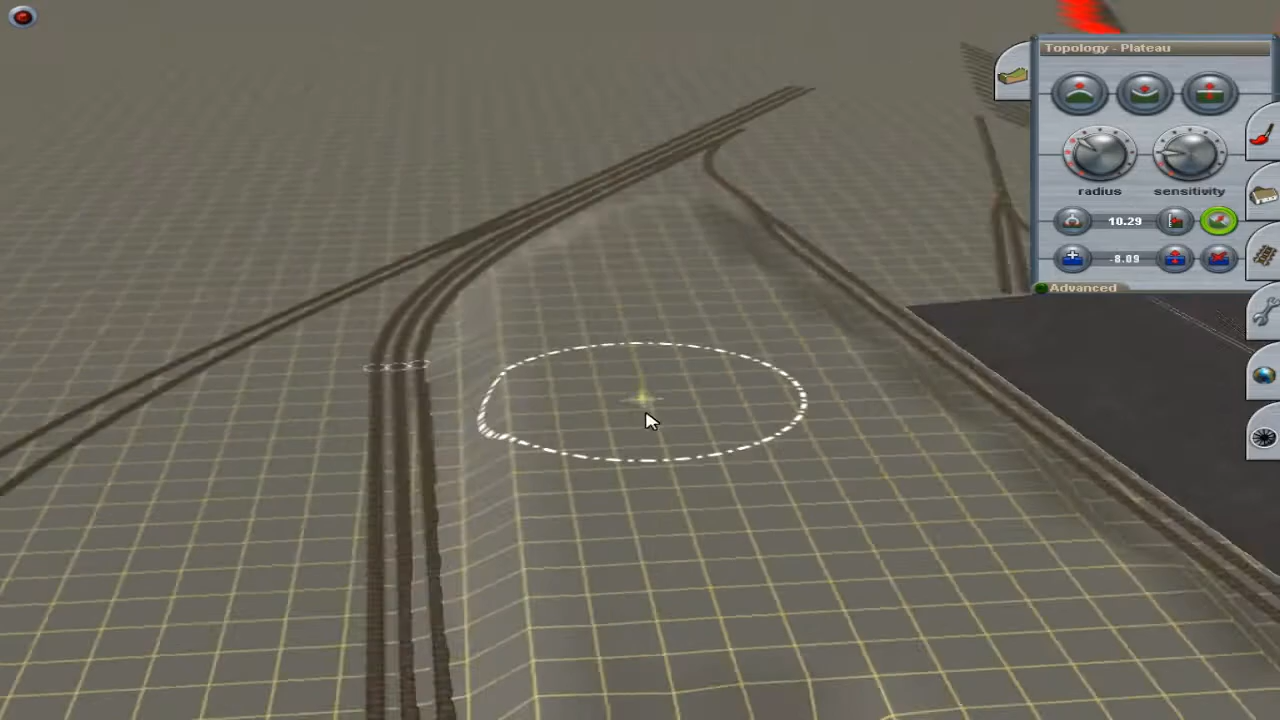 Topology - Plateau
radius sensitivity
10.29
-8.09
Advanced